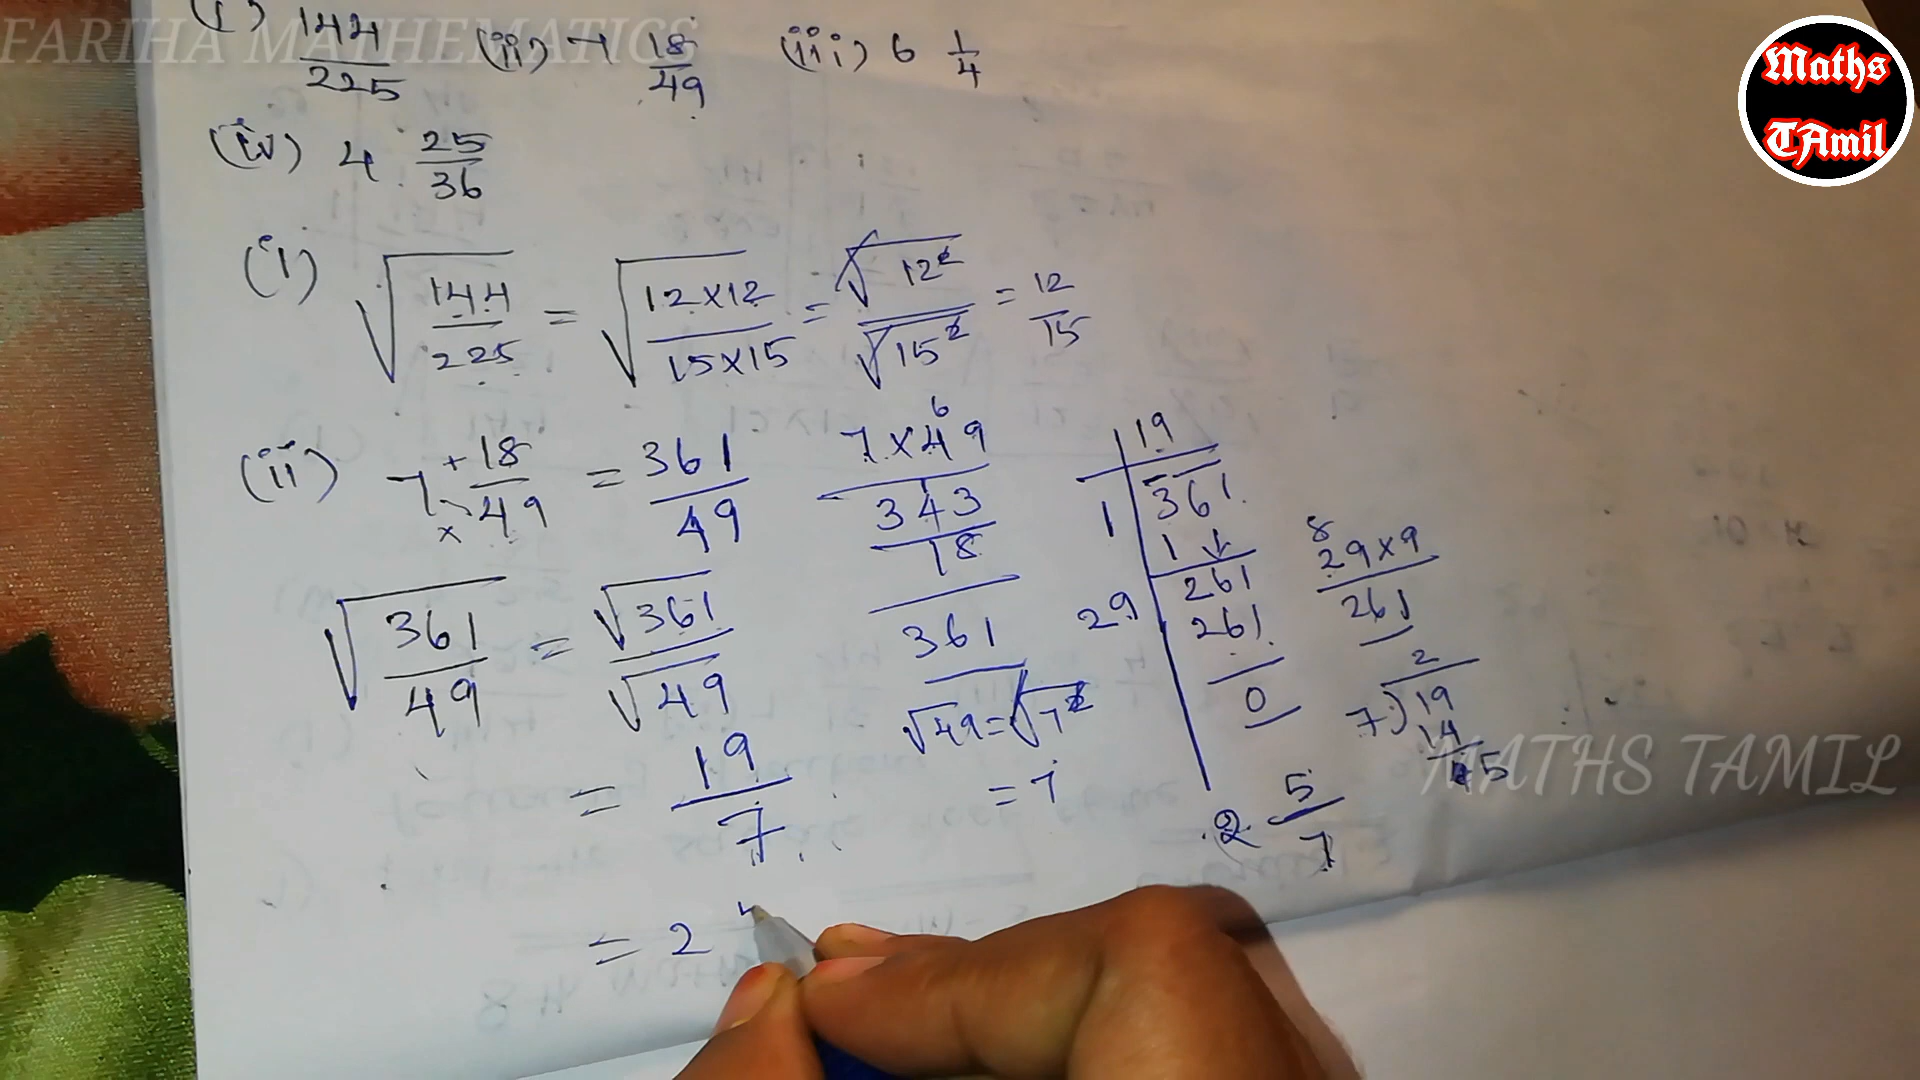 FARIHA MATHEMATICS
Maths
TAmil
(i) 144/225 (ii) 7 18/49 (iii) 6 1/4
(iv) 4 25/36
(i) √(144/225) = √(12×12/15×15) = √12²/√15² = 12/15
(ii) 7 + 18/× 49 = 361/49
7×49
6
343
18
361
√49 = √7²
= 7
19
1 361
1
261
29 261
0
8
29×9
261
√(361/49) = √361/√49
= 19/7
2
7)19
14
5
2 5/7
= 2
MATHS TAMIL